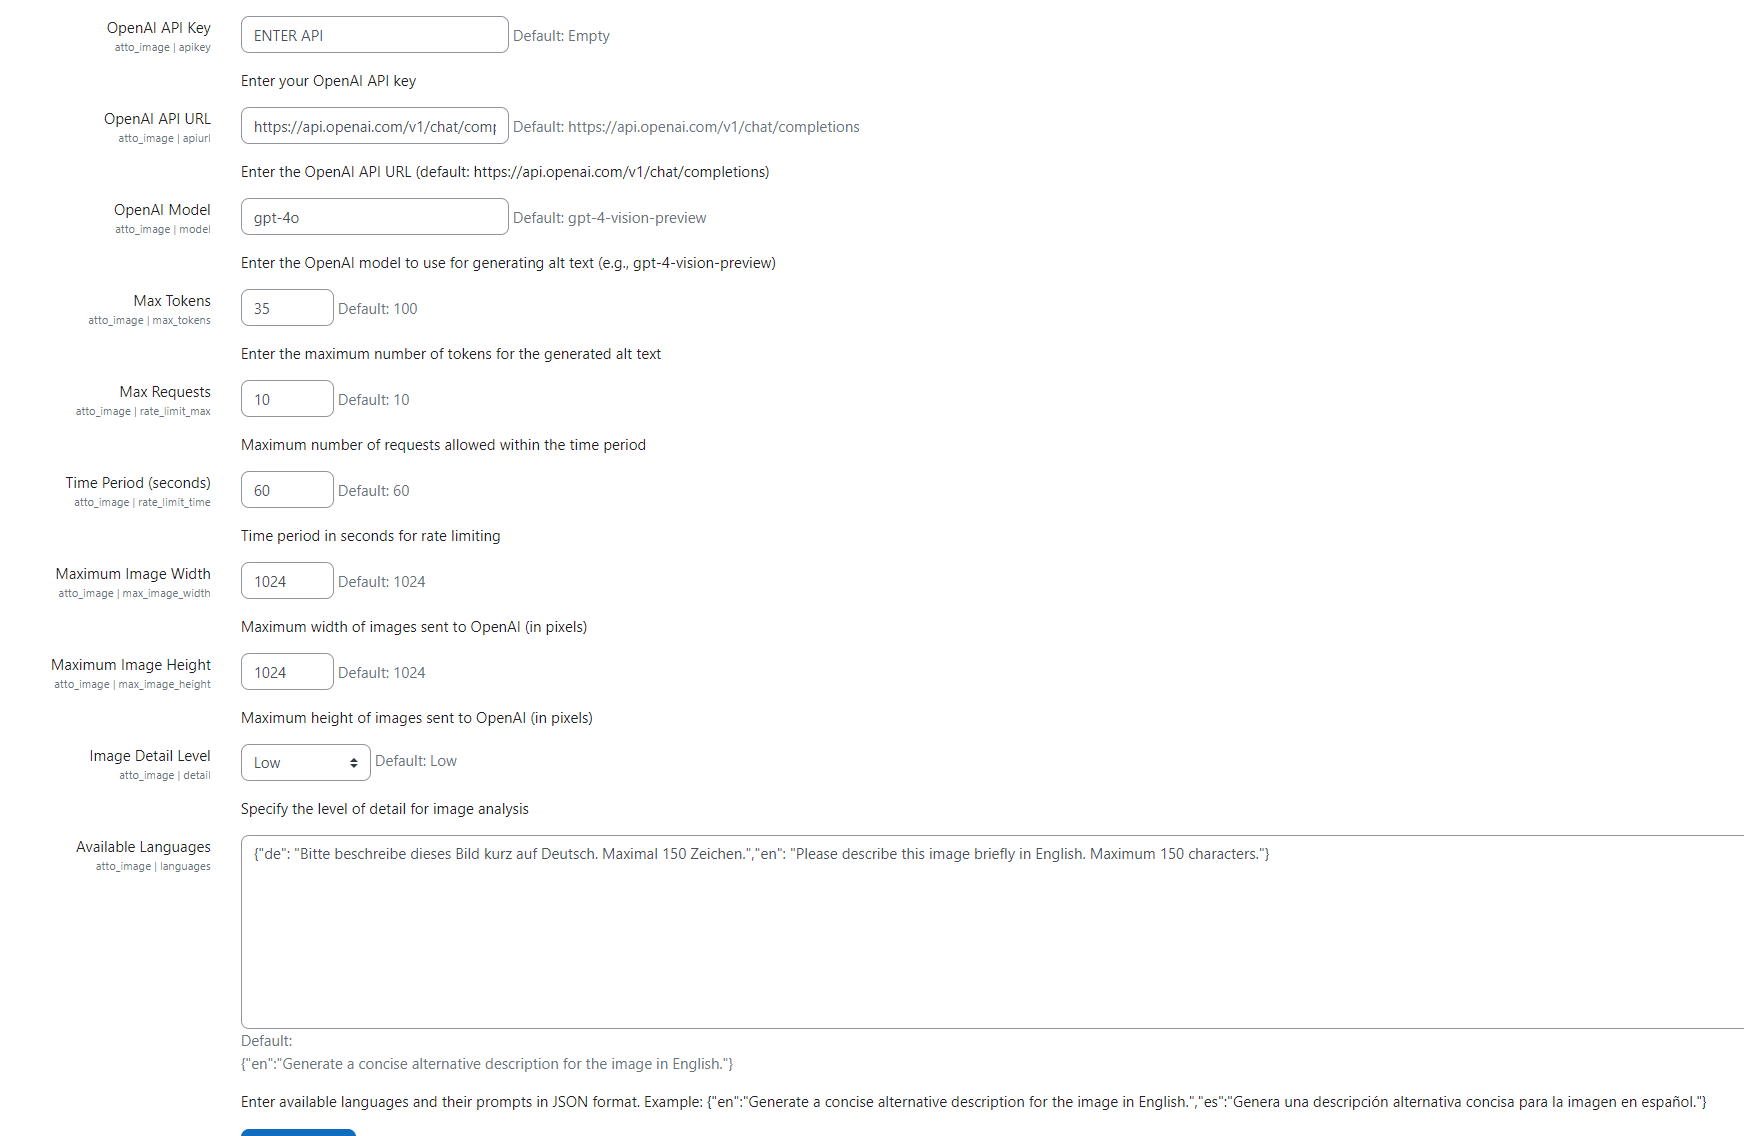 OpenAI API Key
atto_image | apikey
ENTER API
Default: Empty
Enter your OpenAI API key
OpenAI API URL
atto_image | apiurl
https://api.openai.com/v1/chat/comp
Default: https://api.openai.com/v1/chat/completions
Enter the OpenAI API URL (default: https://api.openai.com/v1/chat/completions)
OpenAI Model
atto_image | model
gpt-4o
Default: gpt-4-vision-preview
Enter the OpenAI model to use for generating alt text (e.g., gpt-4-vision-preview)
Max Tokens
atto_image | max_tokens
35
Default: 100
Enter the maximum number of tokens for the generated alt text
Max Requests
atto_image | rate_limit_max
10
Default: 10
Maximum number of requests allowed within the time period
Time Period (seconds)
atto_image | rate_limit_time
60
Default: 60
Time period in seconds for rate limiting
Maximum Image Width
atto_image | max_image_width
1024
Default: 1024
Maximum width of images sent to OpenAI (in pixels)
Maximum Image Height
atto_image | max_image_height
1024
Default: 1024
Maximum height of images sent to OpenAI (in pixels)
Image Detail Level
atto_image | detail
Low
Default: Low
Specify the level of detail for image analysis
Available Languages
atto_image | languages
{"de": "Bitte beschreibe dieses Bild kurz auf Deutsch. Maximal 150 Zeichen.","en": "Please describe this image briefly in English. Maximum 150 characters."}
Default:
{"en":"Generate a concise alternative description for the image in English."}
Enter available languages and their prompts in JSON format. Example: {"en":"Generate a concise alternative description for the image in English.","es":"Genera una descripción alternativa concisa para la imagen en español."}